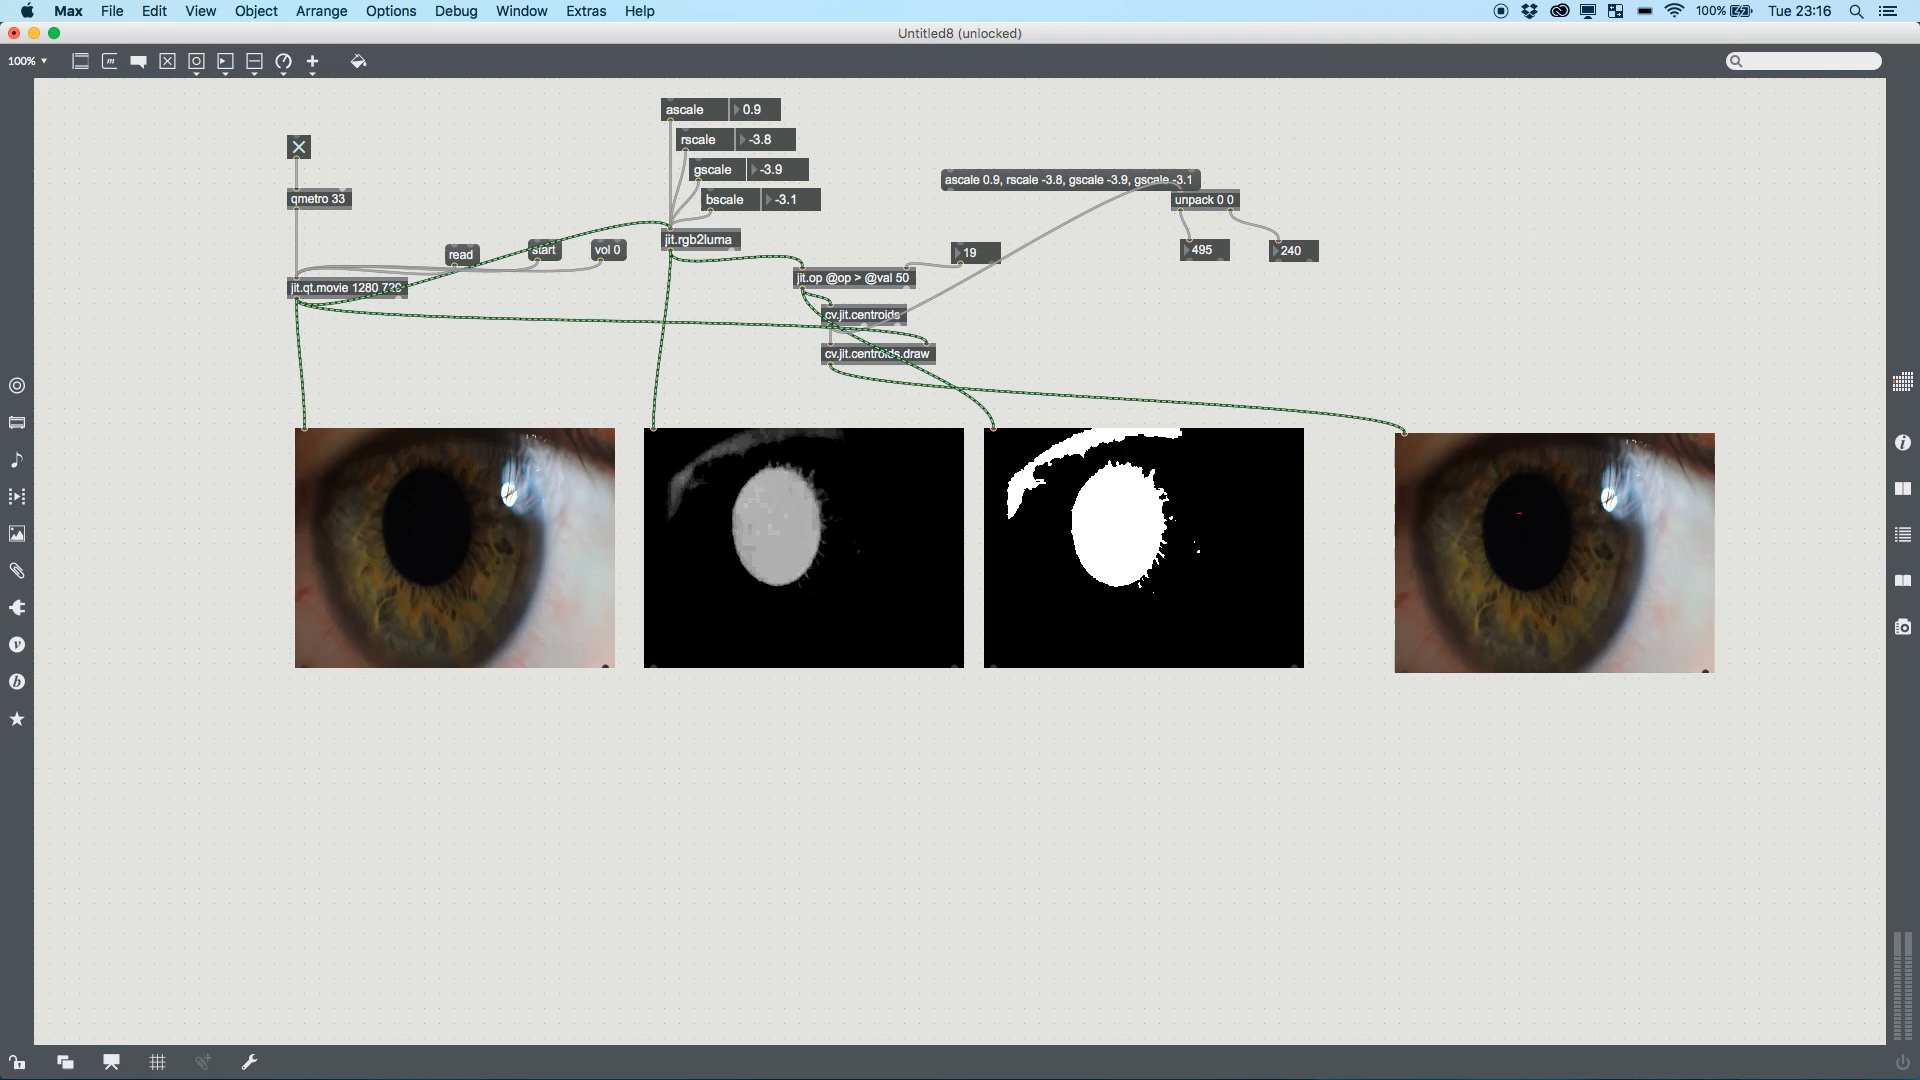 Max File Edit View Object Arrange Options Debug Window Extras Help 100% Tue 23:16
Untitled8 (unlocked)
100%
ascale 0.9
rscale -3.8
gscale -3.9
ascale 0.9, rscale -3.8, gscale -3.9, gscale -3.1
bscale -3.1
qmetro 33
unpack 0 0
jit.rgb2luma
read
start
vol 0
19
495
240
jit.qt.movie 1280 720
jit.op @op > @val 50
cv.jit.centroids
cv.jit.centroids.draw